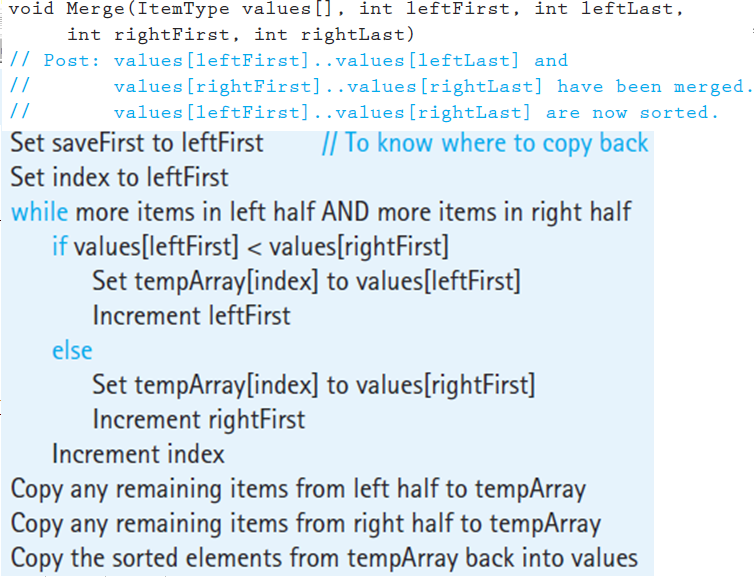 void Merge(ItemType values[], int leftFirst, int leftLast,
int rightFirst, int rightLast)
// Post: values[leftFirst]..values[leftLast] and
// values[rightFirst]..values[rightLast] have been merged.
// values[leftFirst]..values[rightLast] are now sorted.
Set saveFirst to leftFirst // To know where to copy back
Set index to leftFirst
while more items in left half AND more items in right half
if values[leftFirst] < values[rightFirst]
Set tempArray[index] to values[leftFirst]
Increment leftFirst
else
Set tempArray[index] to values[rightFirst]
Increment rightFirst
Increment index
Copy any remaining items from left half to tempArray
Copy any remaining items from right half to tempArray
Copy the sorted elements from tempArray back into values